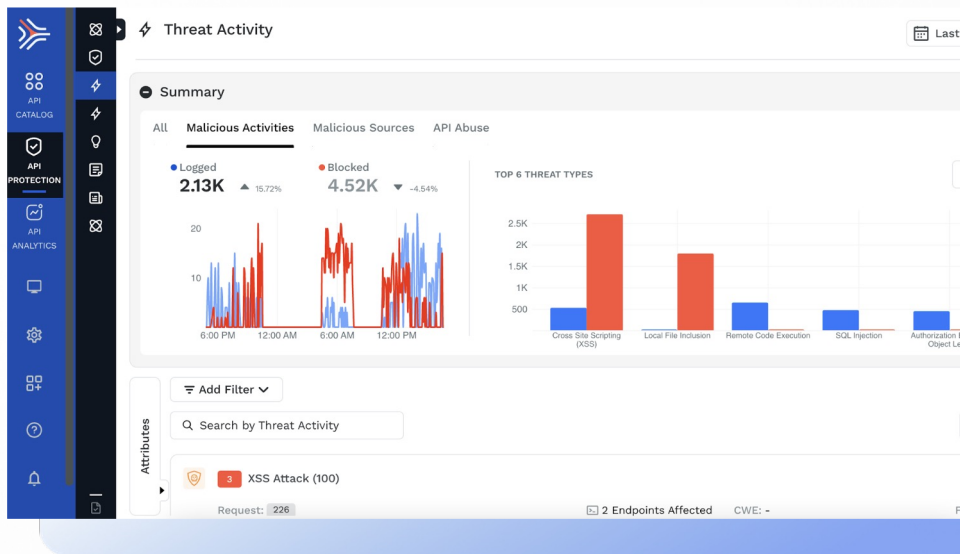 Threat Activity
Last
API
CATALOG
API
PROTECTION
API
ANALYTICS
Summary
All Malicious Activities Malicious Sources API Abuse
Logged
2.13K 15.72%
Blocked
4.52K -4.54%
20
10
6:00 PM 12:00 AM 6:00 AM 12:00 PM
TOP 6 THREAT TYPES
2.5K
2K
1.5K
1K
500
Cross Site Scripting
(XSS)
Local File Inclusion
Remote Code Execution
SQL Injection
Authorization
Object Le
Add Filter
Search by Threat Activity
Attributes
3 XSS Attack (100)
Request: 226
2 Endpoints Affected
CWE: -